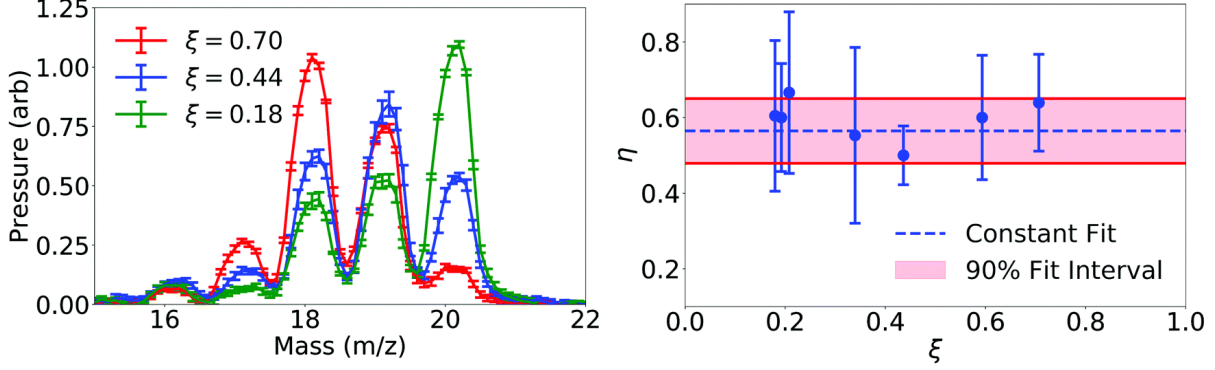 1.25
1.00
0.75
0.50
0.25
0.00
Pressure (arb)
ξ = 0.70
ξ = 0.44
ξ = 0.18
16
18
20
22
Mass (m/z)
0.8
0.6
0.4
0.2
η
Constant Fit
90% Fit Interval
0.0
0.2
0.4
0.6
0.8
1.0
ξ